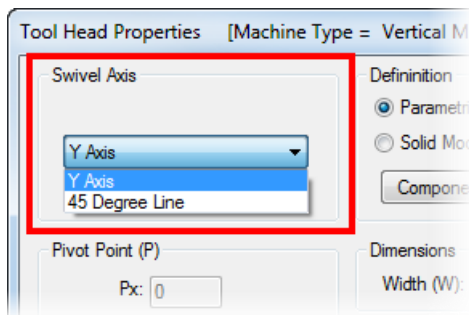 Tool Head Properties [Machine Type = Vertical M
Swivel Axis
Y Axis
Y Axis
45 Degree Line
Defininition
Parametri
Solid Mod
Compone
Pivot Point (P)
Px: 0
Dimensions
Width (W):